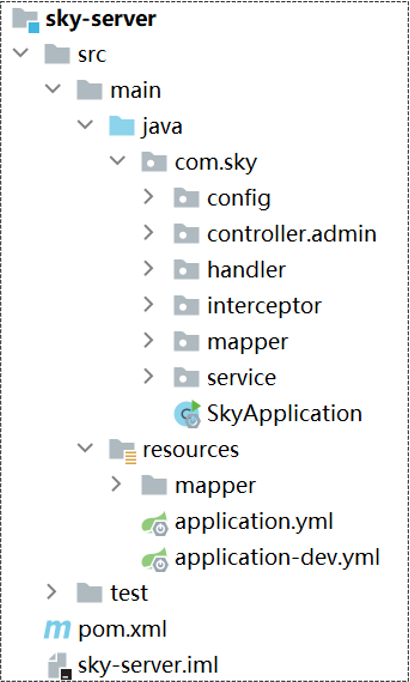 sky-server
src
main
java
com.sky
config
controller.admin
handler
interceptor
mapper
service
SkyApplication
resources
mapper
application.yml
application-dev.yml
test
pom.xml
sky-server.iml